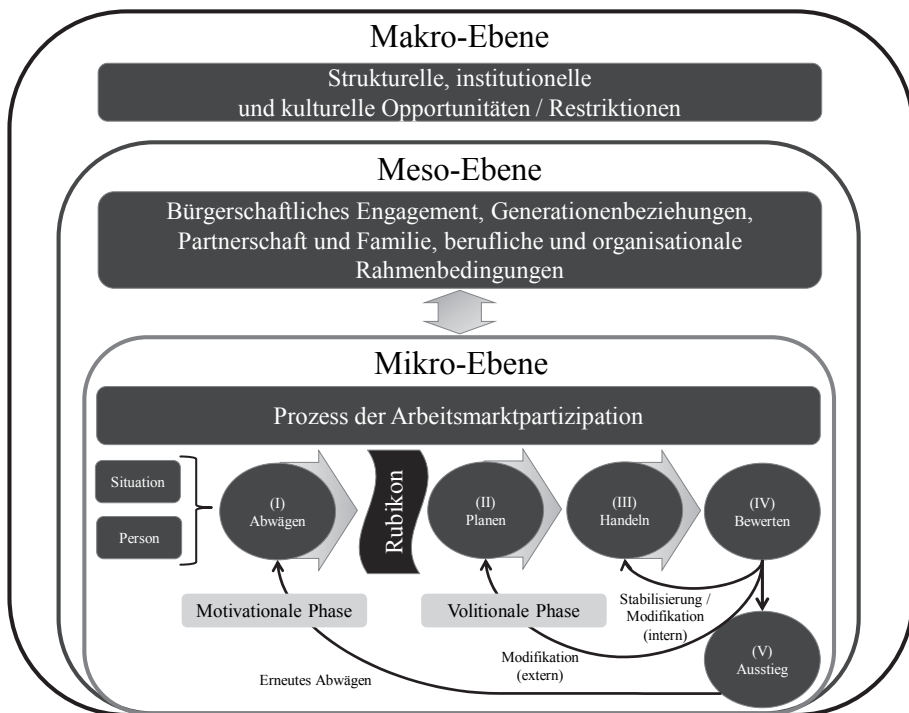 Makro-Ebene
Strukturelle, institutionelle
und kulturelle Opportunitäten / Restriktionen
Meso-Ebene
Bürgerschaftliches Engagement, Generationenbeziehungen,
Partnerschaft und Familie, berufliche und organisationale
Rahmenbedingungen
Mikro-Ebene
Prozess der Arbeitsmarktpartizipation
Situation
Person
(I)
Abwägen
Rubikon
(II)
Planen
(III)
Handeln
(IV)
Bewerten
Motivationale Phase
Volitionale Phase
Stabilisierung /
Modifikation
(intern)
Modifikation
(extern)
Erneutes Abwägen
(V)
Ausstieg